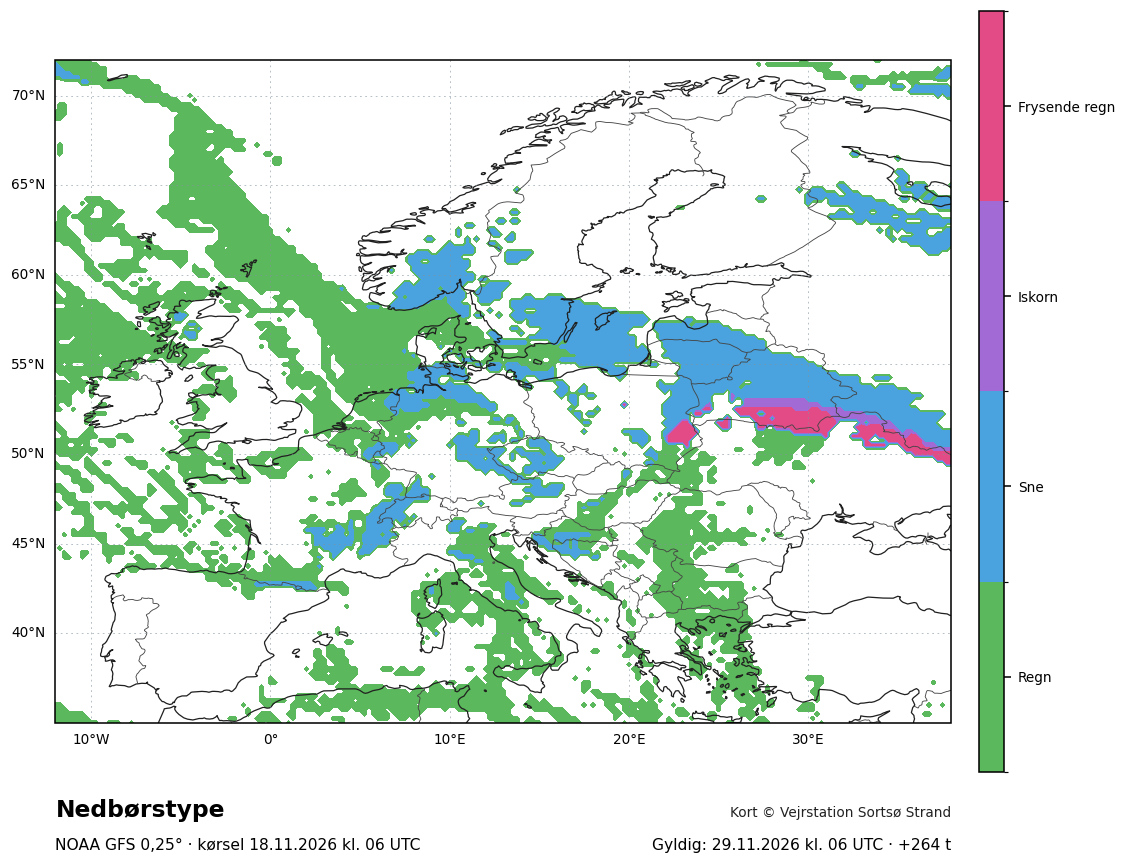 70°N
65°N
60°N
55°N
50°N
45°N
40°N
10°W
0°
10°E
20°E
30°E
Frysende regn
Iskorn
Sne
Regn
Nedbørstype
Kort © Vejrstation Sortsø Strand
NOAA GFS 0,25° · kørsel 18.11.2026 kl. 06 UTC
Gyldig: 29.11.2026 kl. 06 UTC · +264 t